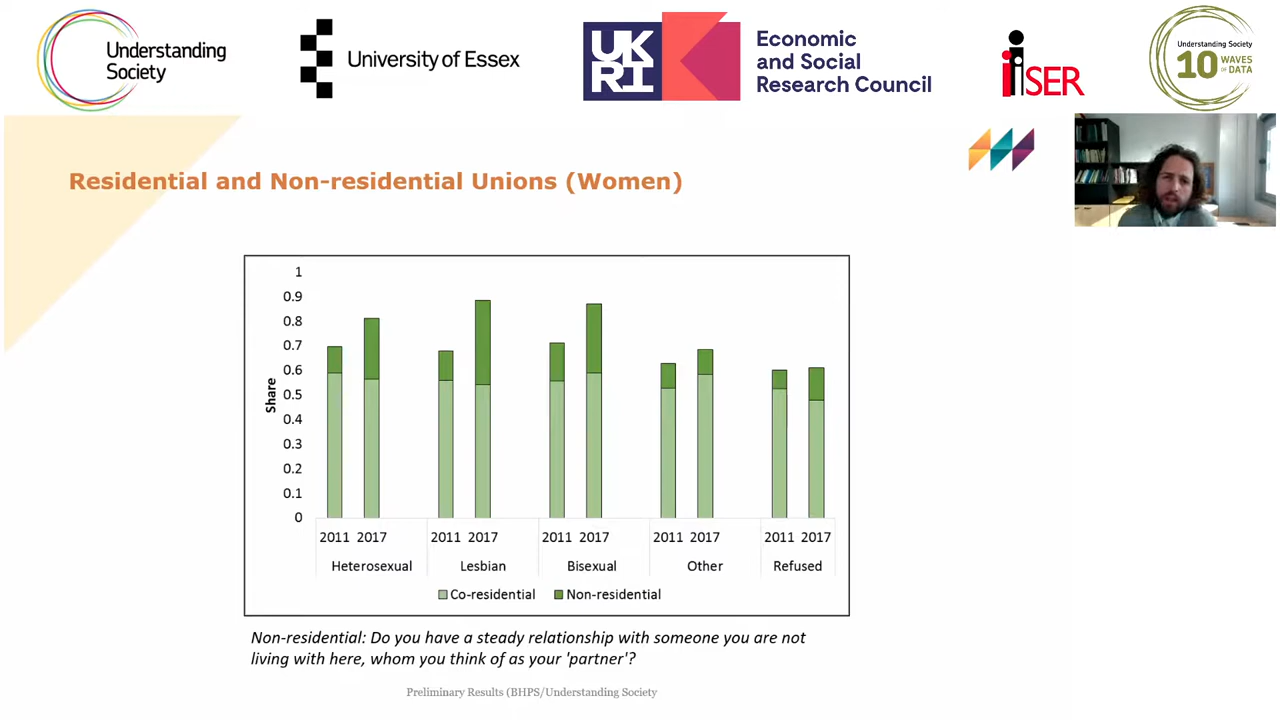 Understanding
Society
University of Essex
UK
RI
Economic
and Social
Research Council
iSER
Understanding Society
10 WAVES
OF DATA
Residential and Non-residential Unions (Women)
1
0.9
0.8
0.7
0.6
0.5
0.4
0.3
0.2
0.1
0
Share
2011 2017 2011 2017 2011 2017 2011 2017 2011 2017
Heterosexual Lesbian Bisexual Other Refused
Co-residential Non-residential
Non-residential: Do you have a steady relationship with someone you are not
living with here, whom you think of as your 'partner'?
Preliminary Results (BHPS/Understanding Society